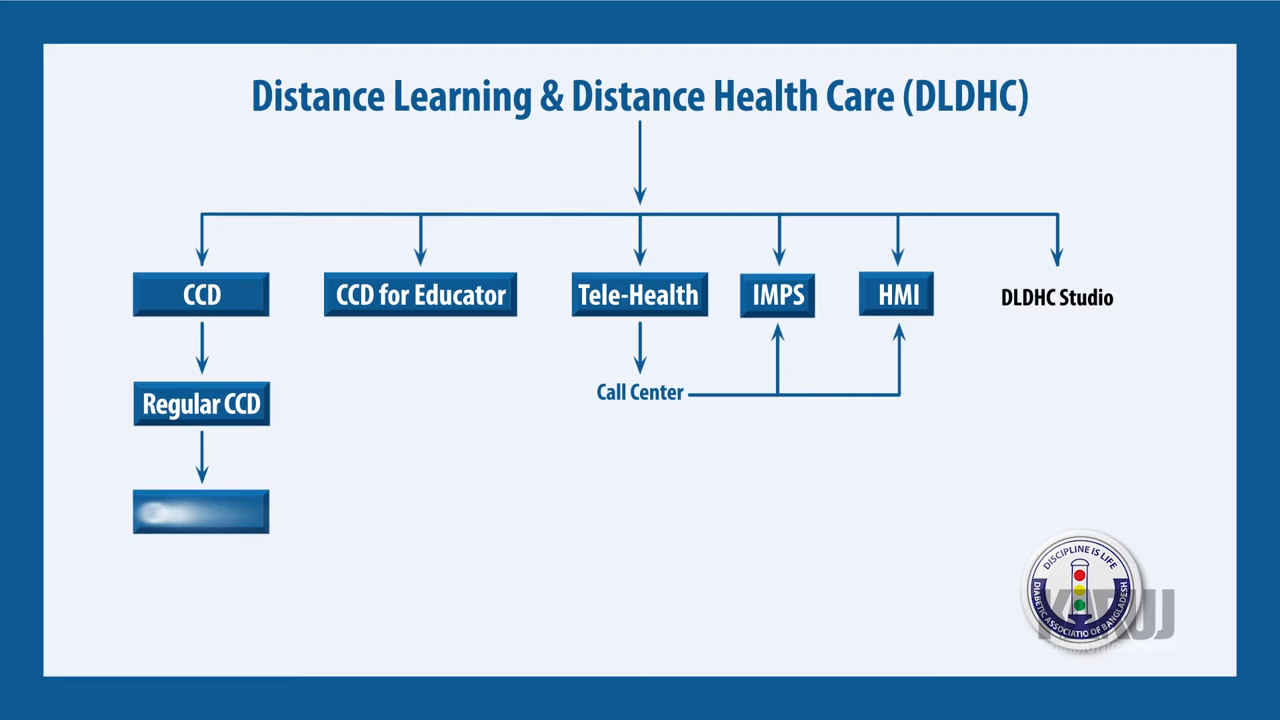 Distance Learning & Distance Health Care (DLDHC)
CCD
CCD for Educator
Tele-Health
IMPS
HMI
DLDHC Studio
Call Center
Regular CCD
DISCIPLINE IS LIFE
DIABETIC ASSOCIATIO OF BANGLADESH